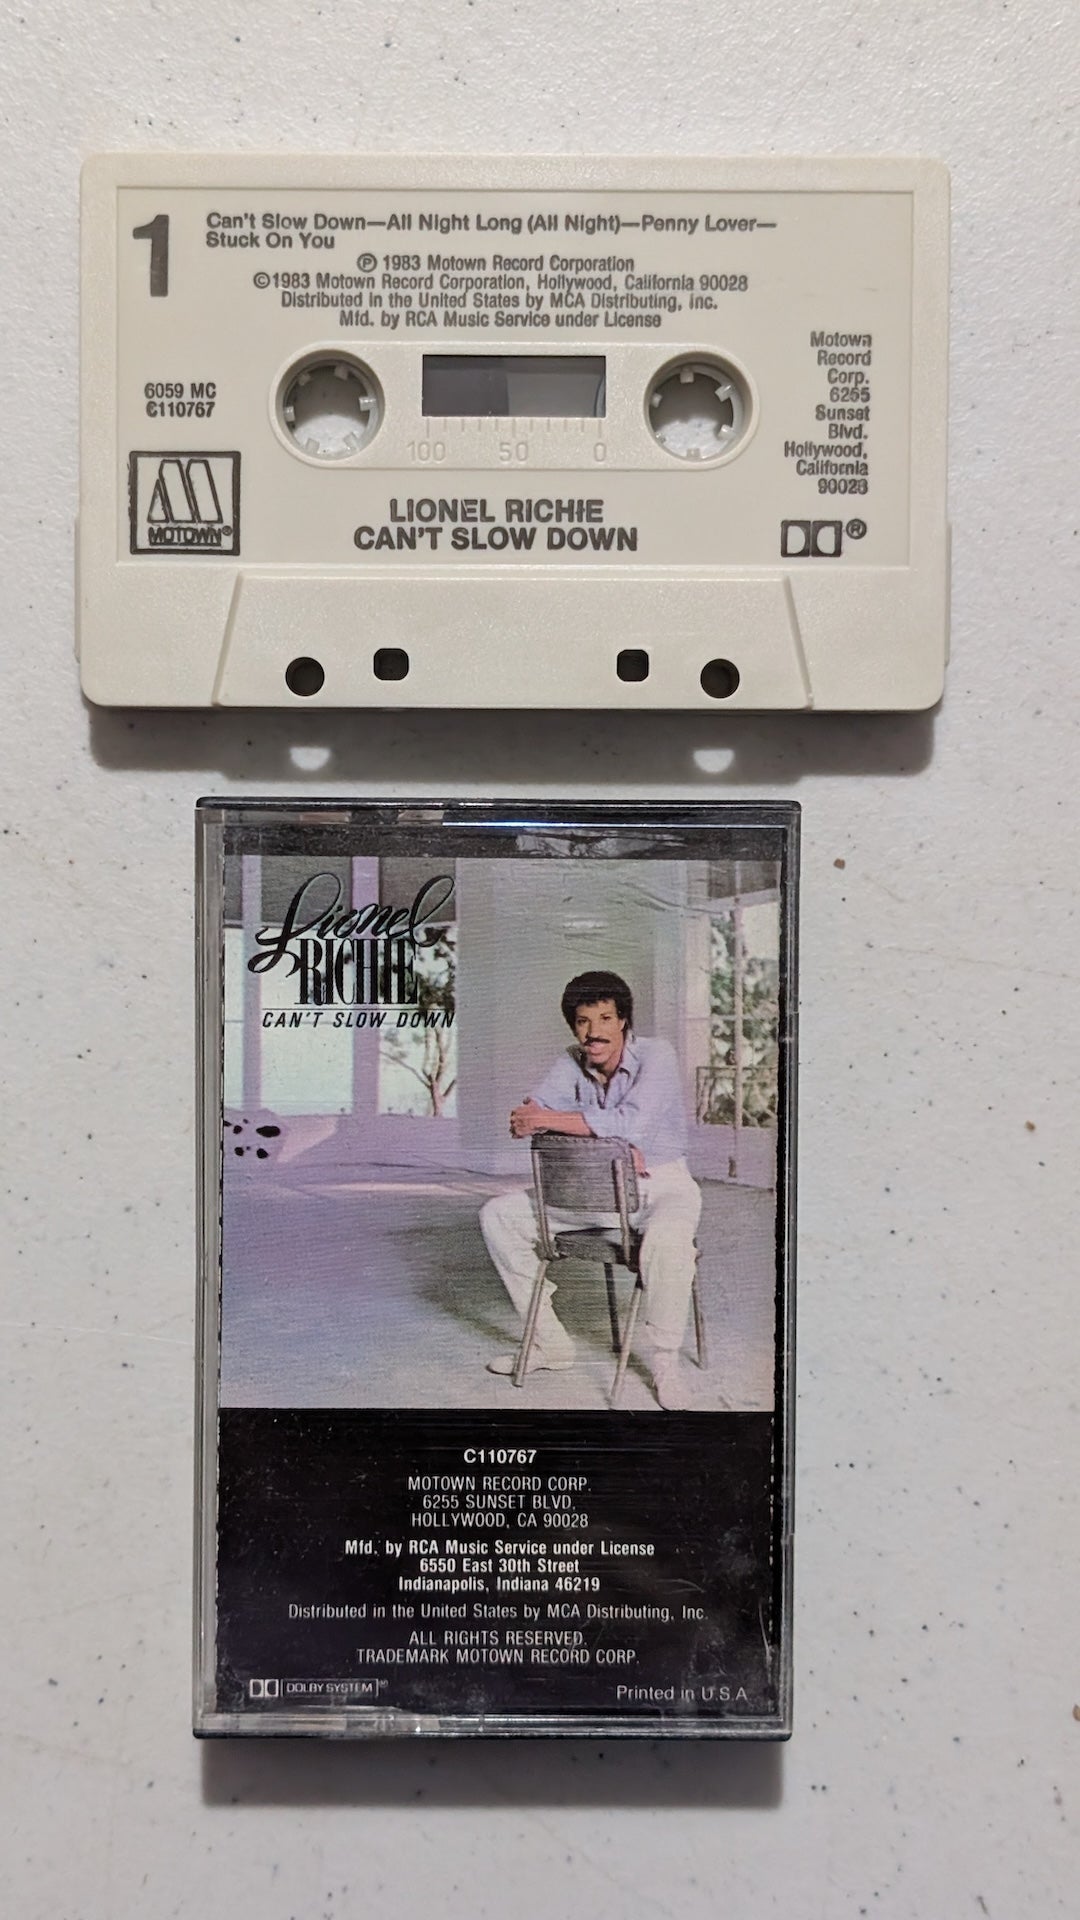 1
Can't Slow Down—All Night Long (All Night)—Penny Lover—
Stuck On You
Ⓟ 1983 Motown Record Corporation
©1983 Motown Record Corporation, Hollywood, California 90028
Distributed in the United States by MCA Distributing, Inc.
Mfd. by RCA Music Service under License
6059 MC
C110767
Motown
Record
Corp.
6255
Sunset
Blvd.
Hollywood,
California
90028
100 50 0
MOTOWN®
LIONEL RICHIE
CAN'T SLOW DOWN
®
Lionel
RICHIE
CAN'T SLOW DOWN
C110767
MOTOWN RECORD CORP.
6255 SUNSET BLVD.
HOLLYWOOD, CA 90028
Mfd. by RCA Music Service under License
6550 East 30th Street
Indianapolis, Indiana 46219
Distributed in the United States by MCA Distributing, Inc.
ALL RIGHTS RESERVED.
TRADEMARK MOTOWN RECORD CORP.
DOLBY SYSTEM®
Printed in U.S.A